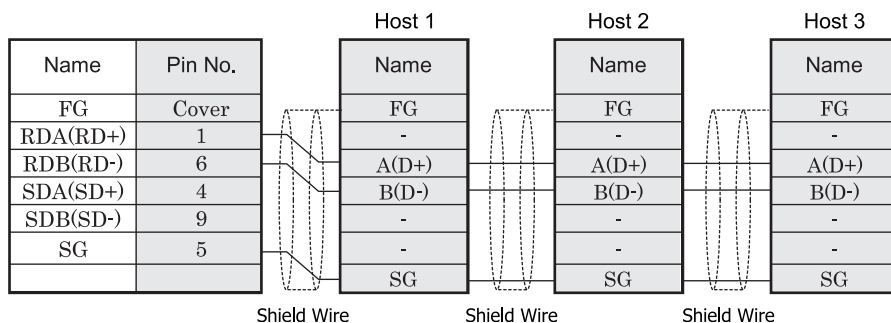 Host 1 Host 2 Host 3
Name Pin No. Name Name Name
FG Cover FG FG FG
RDA(RD+) 1 - - -
RDB(RD-) 6 A(D+) A(D+) A(D+)
SDA(SD+) 4 B(D-) B(D-) B(D-)
SDB(SD-) 9 - - -
SG 5 - - -
SG SG SG
Shield Wire Shield Wire Shield Wire